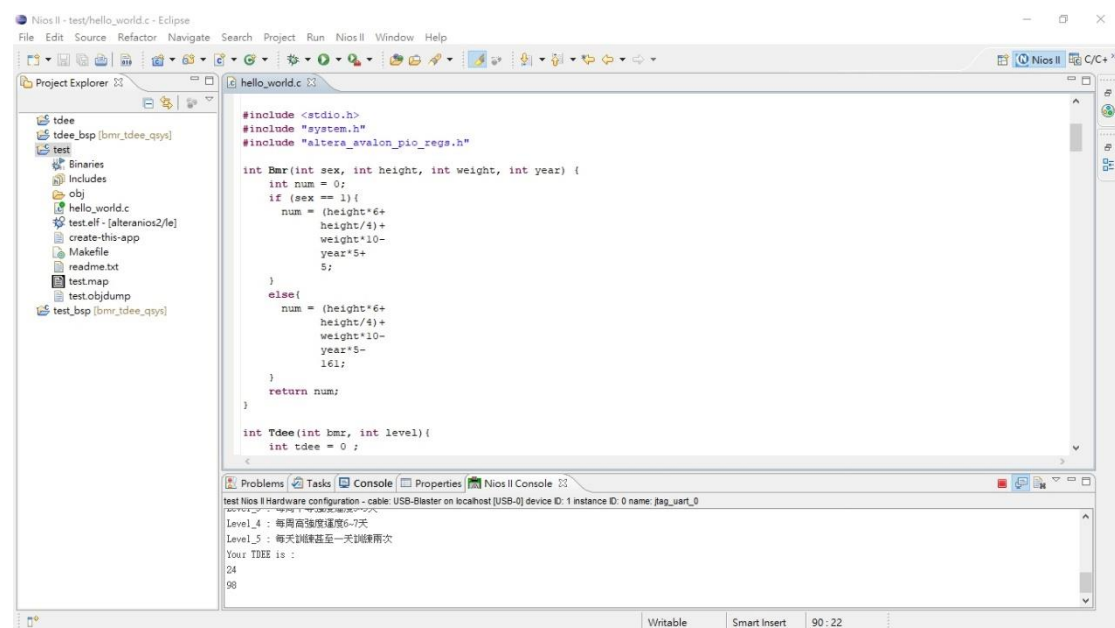 Nios II - test/hello_world.c - Eclipse
File Edit Source Refactor Navigate Search Project Run Nios II Window Help
Nios II C/C+
Project Explorer
hello_world.c
tdee
tdee_bsp [bmr_tdee_qsys]
test
Binaries
Includes
obj
hello_world.c
test.elf - [alteranios2/le]
create-this-app
Makefile
readme.txt
test.map
test.objdump
test_bsp [bmr_tdee_qsys]
#include <stdio.h>
#include "system.h"
#include "altera_avalon_pio_regs.h"
int Bmr(int sex, int height, int weight, int year) {
int num = 0;
if (sex == 1){
num = (height*6+
height/4)+
weight*10-
year*5+
5;
}
else{
num = (height*6+
height/4)+
weight*10-
year*5-
161;
}
return num;
}
int Tdee(int bmr, int level){
int tdee = 0 ;
Problems Tasks Console Properties Nios II Console
test Nios II Hardware configuration - cable: USB-Blaster on localhost [USB-0] device ID: 1 instance ID: 0 name: jtag_uart_0
Level_4 : 每周高強度運度6~7天
Level_5 : 每天訓練甚至一天訓練兩次
Your TDEE is :
24
98
Writable Smart Insert 90 : 22